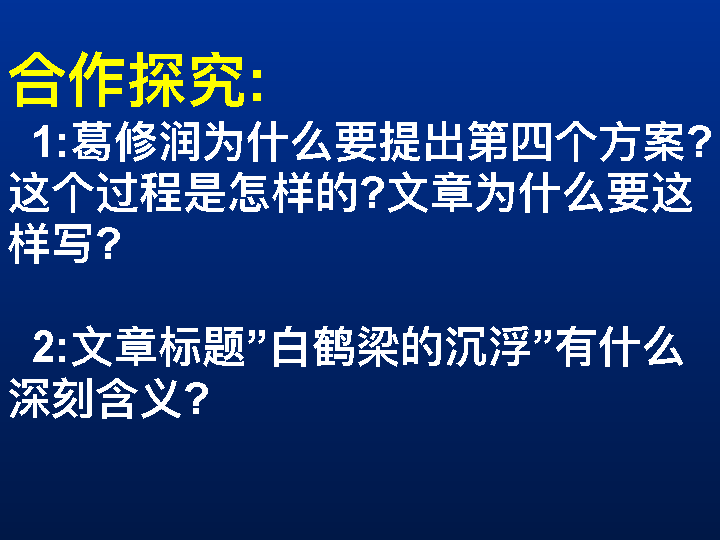 合作探究:
1:葛修润为什么要提出第四个方案?
这个过程是怎样的?文章为什么要这
样写?
2:文章标题”白鹤梁的沉浮”有什么
深刻含义?